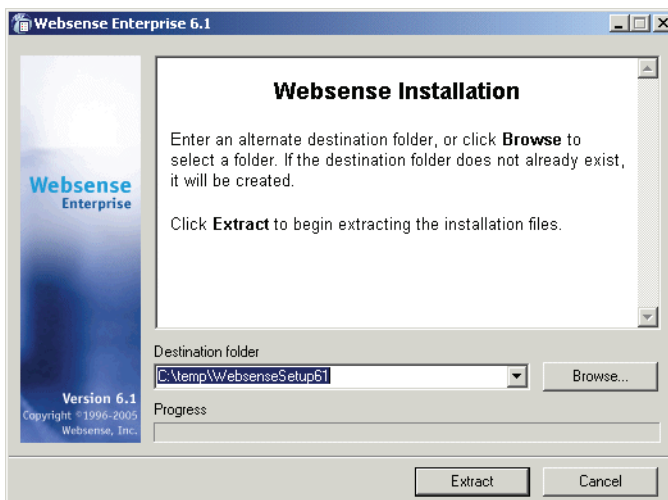 Websense Enterprise 6.1
Websense Installation
Enter an alternate destination folder, or click Browse to
select a folder. If the destination folder does not already exist,
it will be created.
Click Extract to begin extracting the installation files.
Websense
Enterprise
Version 6.1
Copyright ©1996-2005
Websense, Inc.
Destination folder
C:\temp\WebsenseSetup61
Browse...
Progress
Extract
Cancel